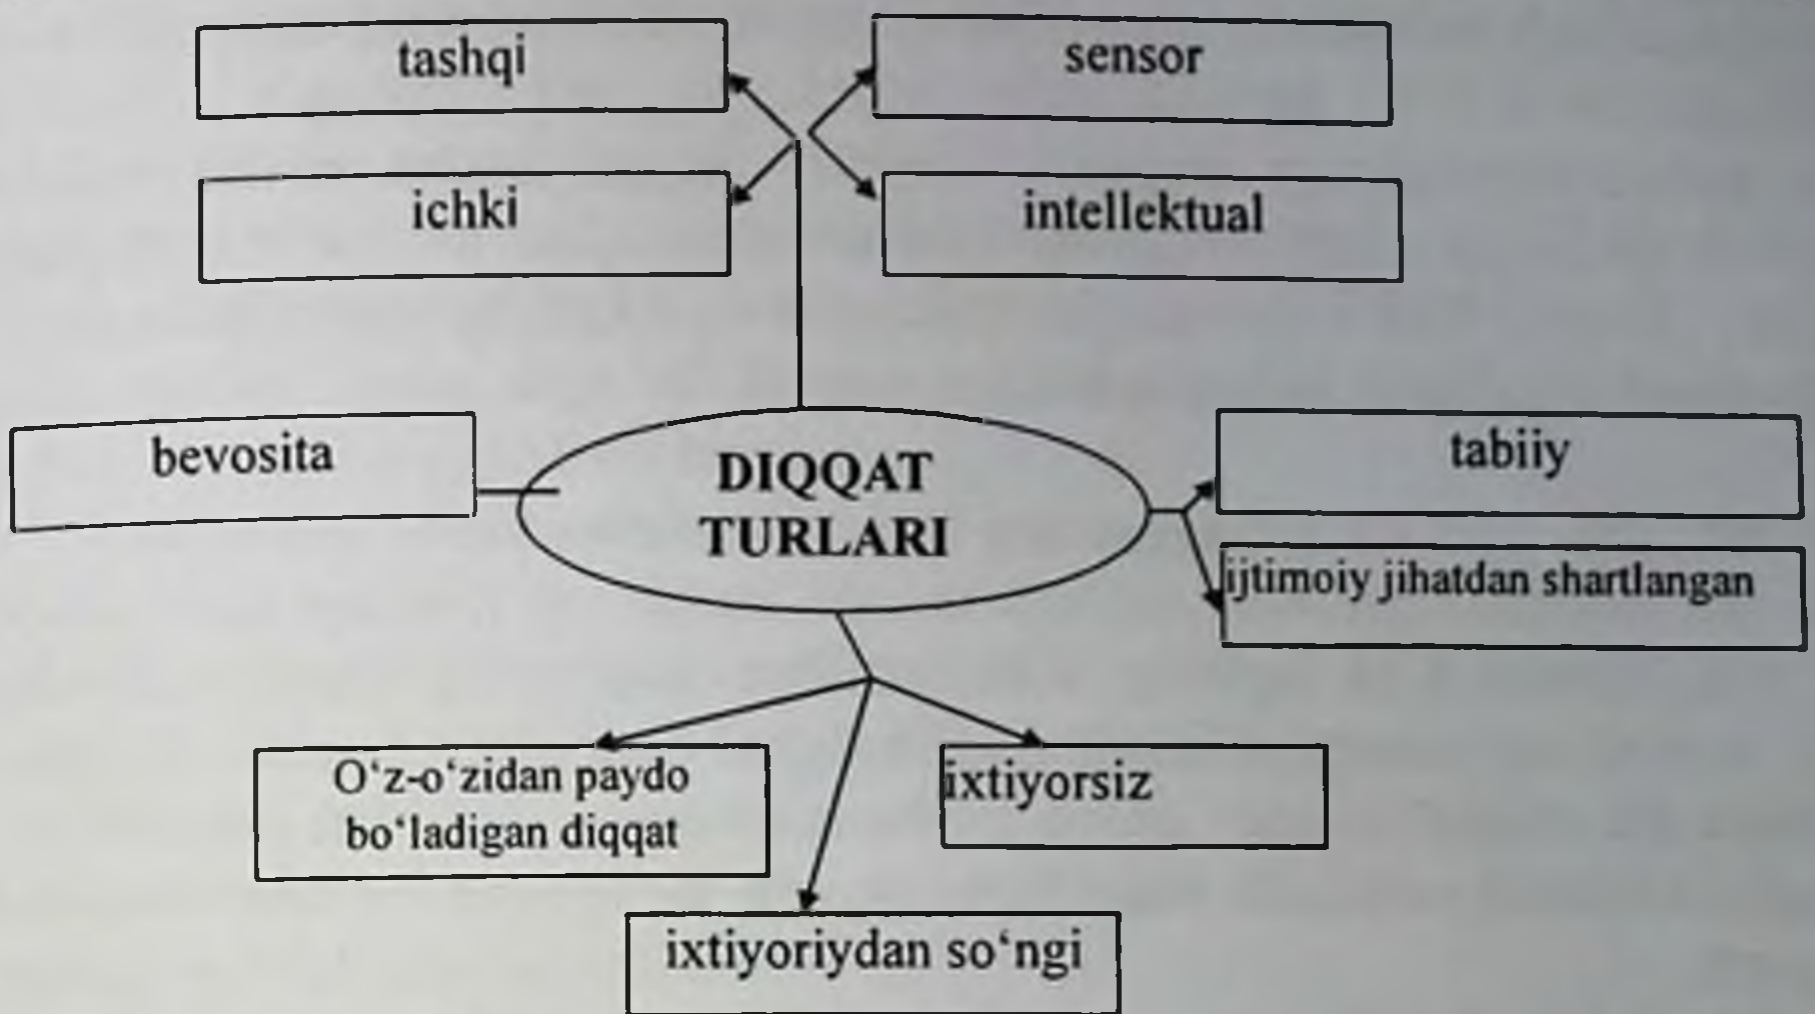 tashqi
sensor
ichki
intellektual
bevosita
DIQQAT
TURLARI
tabiiy
ijtimoiy jihatdan shartlangan
O‘z-o‘zidan paydo
bo‘ladigan diqqat
ixtiyorsiz
ixtiyoriydan so‘ngi